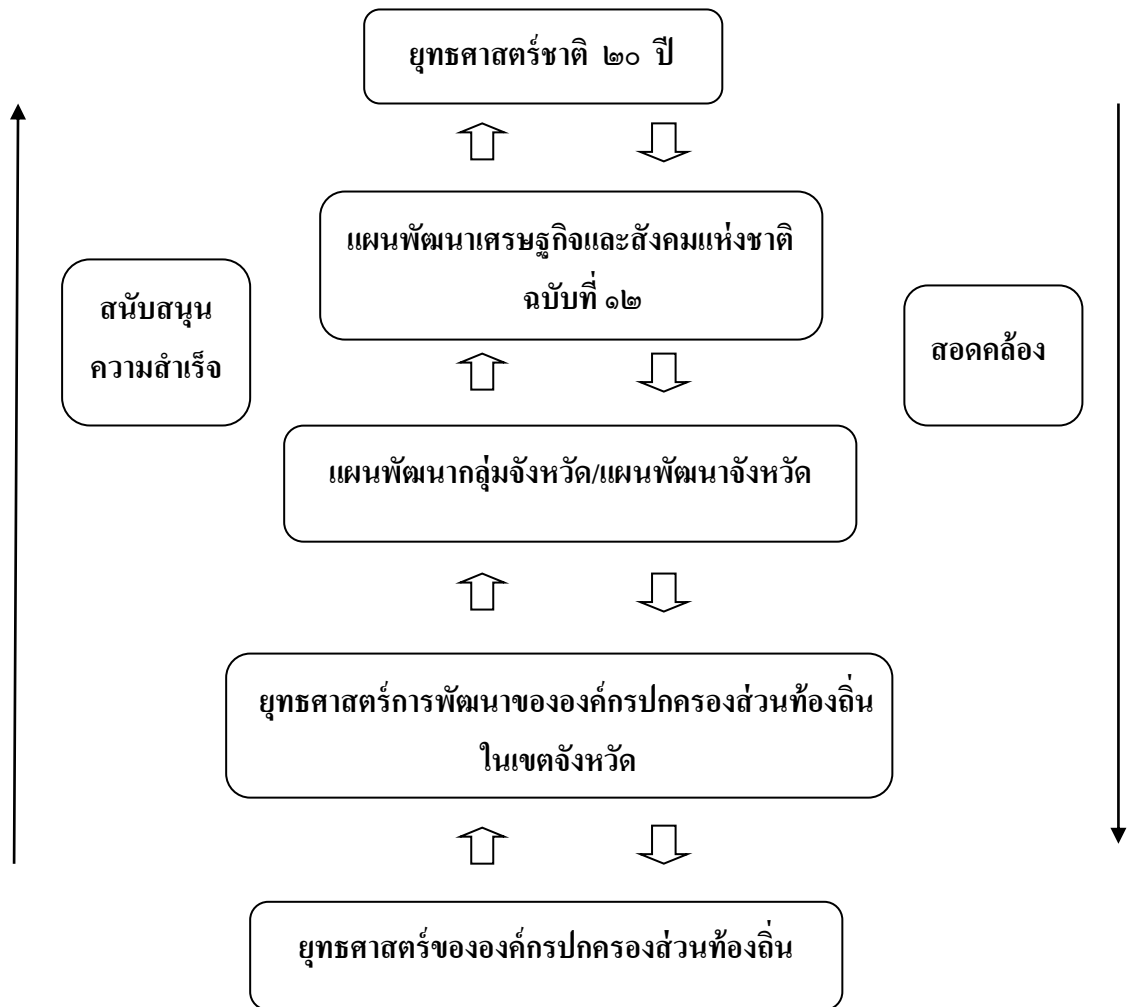 ยุทธศาสตร์ชาติ ๒๐ ปี
แผนพัฒนาเศรษฐกิจและสังคมแห่งชาติ
ฉบับที่ ๑๒
สนับสนุน
ความสำเร็จ
สอดคล้อง
แผนพัฒนากลุ่มจังหวัด/แผนพัฒนาจังหวัด
ยุทธศาสตร์การพัฒนาขององค์กรปกครองส่วนท้องถิ่น
ในเขตจังหวัด
ยุทธศาสตร์ขององค์กรปกครองส่วนท้องถิ่น